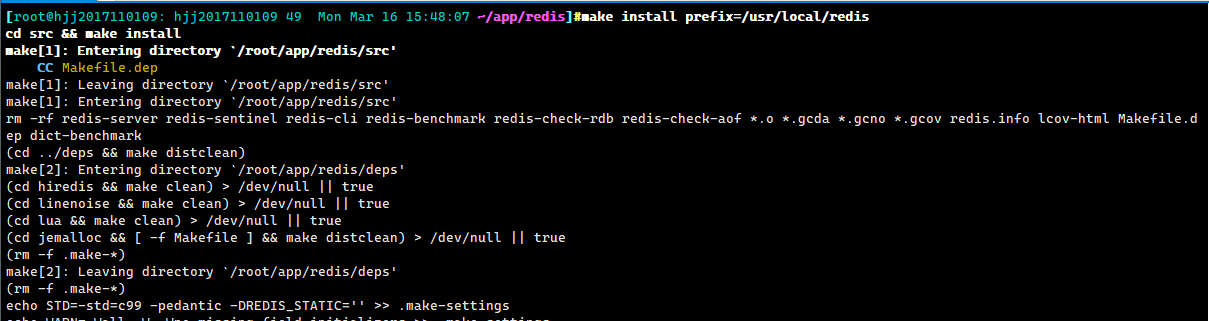 [root@hjj2017110109: hjj2017110109 49  Mon Mar 16 15:48:07 ~/app/redis]#make install prefix=/usr/local/redis
cd src && make install
make[1]: Entering directory `/root/app/redis/src'
    CC Makefile.dep
make[1]: Leaving directory `/root/app/redis/src'
make[1]: Entering directory `/root/app/redis/src'
rm -rf redis-server redis-sentinel redis-cli redis-benchmark redis-check-rdb redis-check-aof *.o *.gcda *.gcno *.gcov redis.info lcov-html Makefile.d
ep dict-benchmark
(cd ../deps && make distclean)
make[2]: Entering directory `/root/app/redis/deps'
(cd hiredis && make clean) > /dev/null || true
(cd linenoise && make clean) > /dev/null || true
(cd lua && make clean) > /dev/null || true
(cd jemalloc && [ -f Makefile ] && make distclean) > /dev/null || true
(rm -f .make-*)
make[2]: Leaving directory `/root/app/redis/deps'
(rm -f .make-*)
echo STD=-std=c99 -pedantic -DREDIS_STATIC='' >> .make-settings